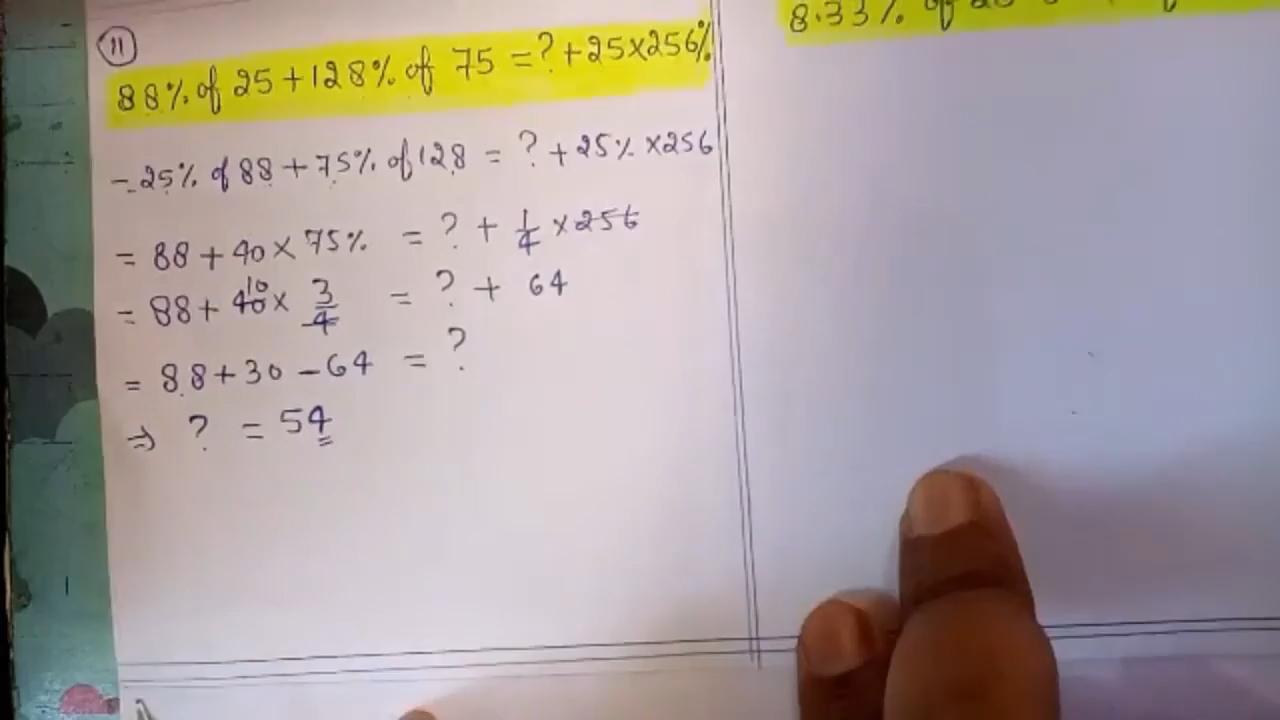 11
88% of 25 + 128% of 75 = ? + 25 × 256%
- 25% of 88 + 75% of 128 = ? + 25% × 256
= 88 + 40 × 75% = ? + 1/4 × 256
= 88 + 40 10 × 3/4 = ? + 64
= 88 + 30 - 64 = ?
⇒ ? = 54
8.33% of